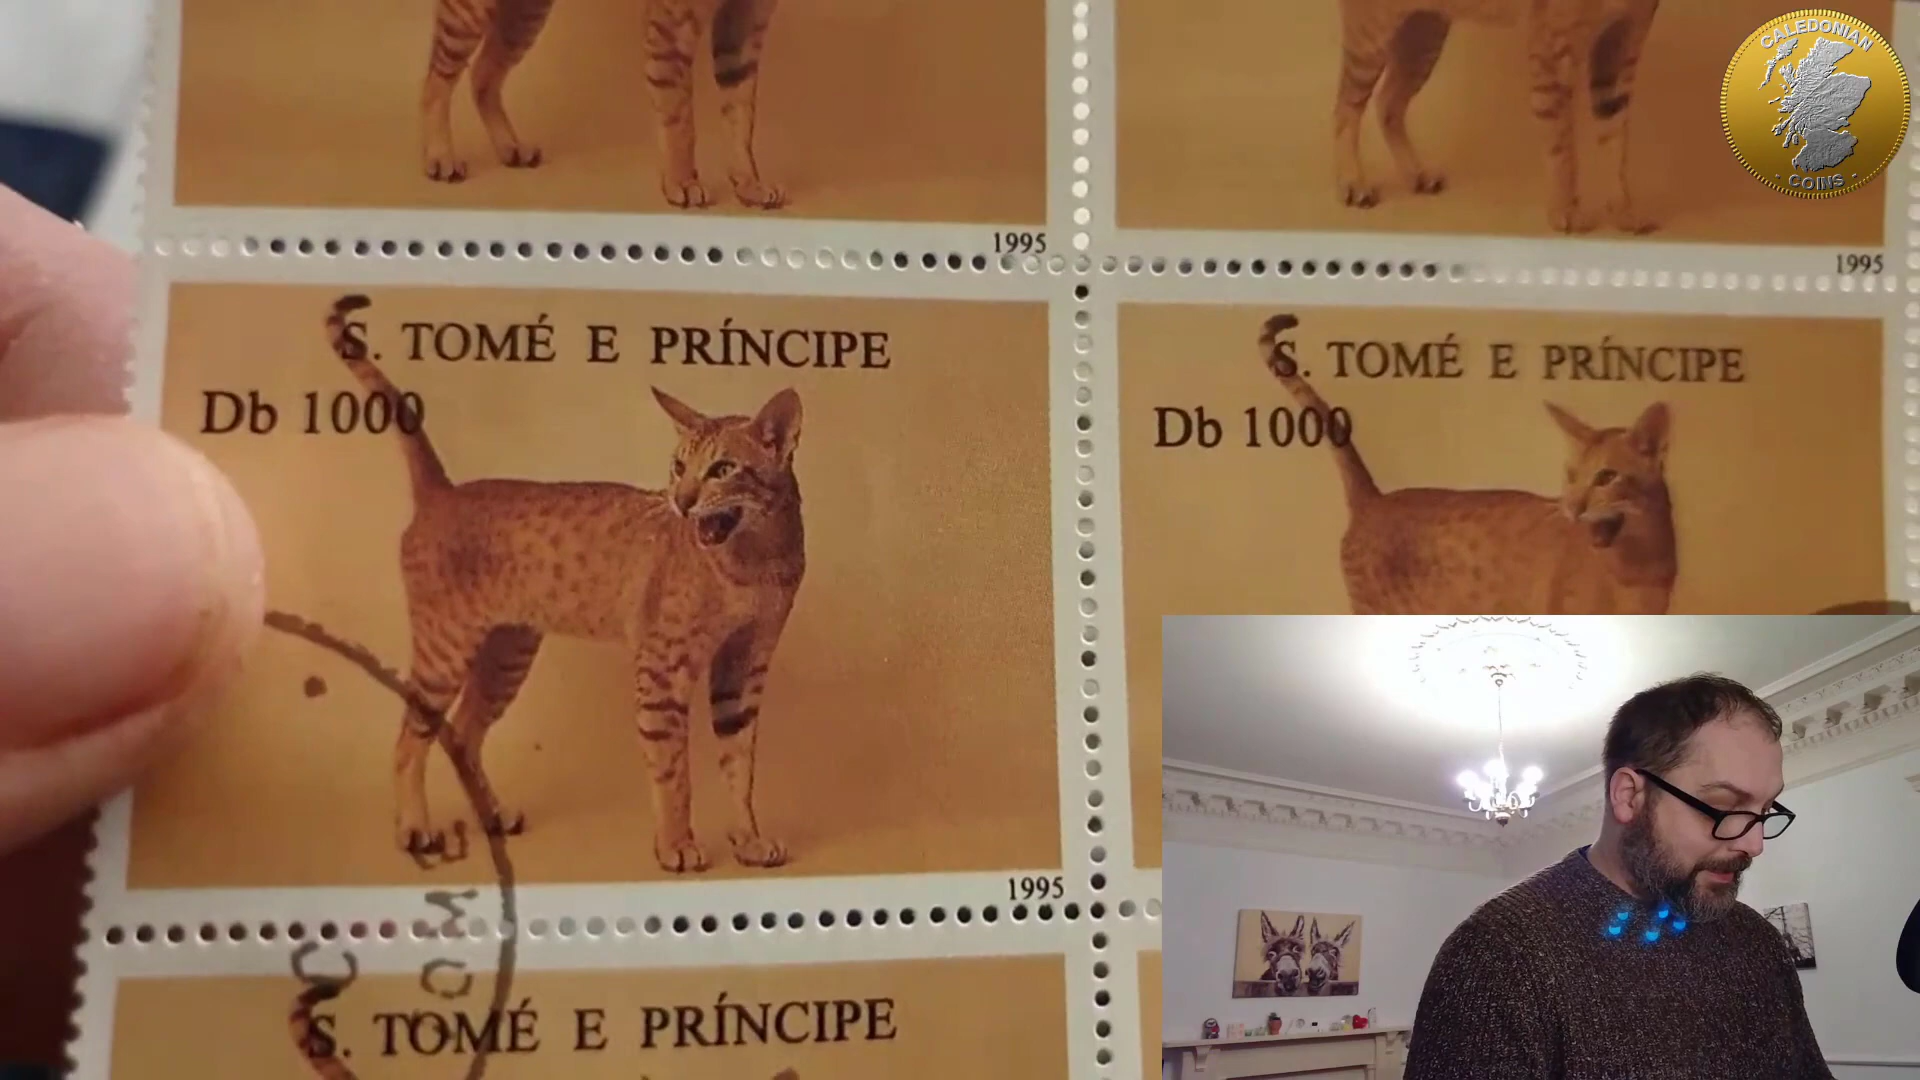 CALEDONIAN
· COINS ·
1995
1995
S. TOMÉ E PRÍNCIPE
Db 1000
S. TOMÉ E PRÍNCIPE
Db 1000
1995
S. TOMÉ E PRÍNCIPE